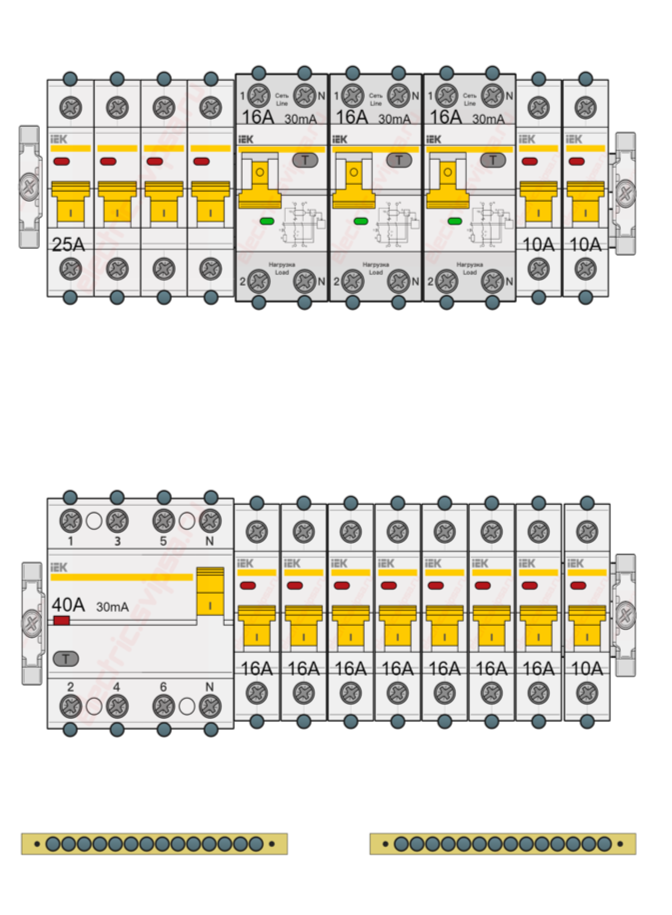 1 Сеть Line N 1 Сеть Line N 1 Сеть Line N
16A 30mA 16A 30mA 16A 30mA
iEK iEK iEK iEK iEK iEK
T T T
I I I I I I
25A 10A 10A
Нагрузка Load Нагрузка Load Нагрузка Load
2 N 2 N 2 N
1 3 5 N
iEK iEK iEK iEK iEK iEK iEK iEK iEK
40A 30mA
I I I I I I I I I
T
16A 16A 16A 16A 16A 16A 16A 10A
2 4 6 N
electric.svipsa.ru